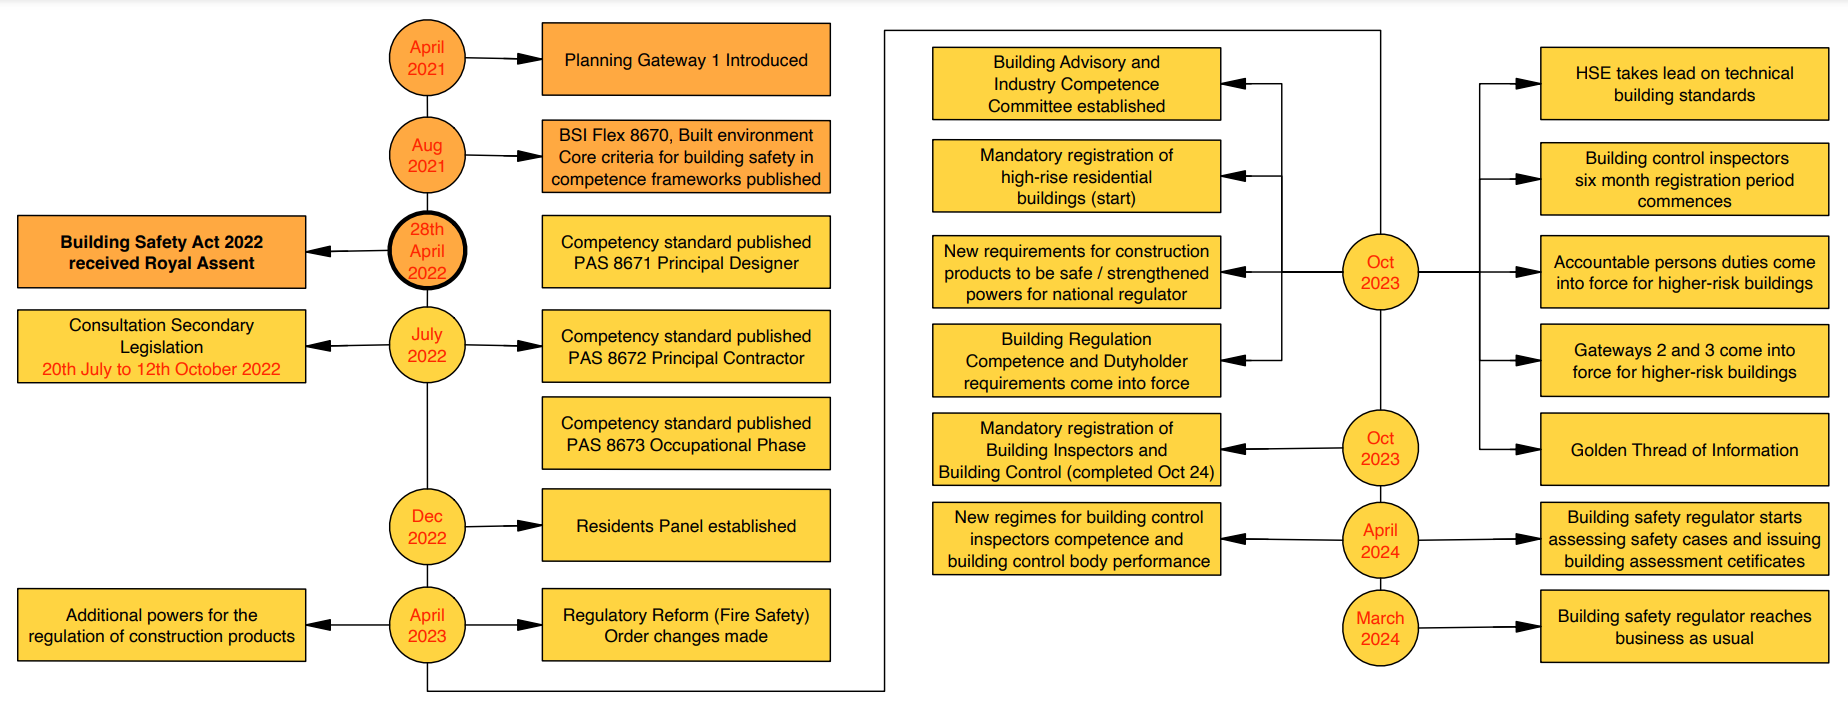 April
2021
Planning Gateway 1 Introduced
Aug
2021
BSI Flex 8670, Built environment
Core criteria for building safety in
competence frameworks published
Building Safety Act 2022
received Royal Assent
28th
April
2022
Competency standard published
PAS 8671 Principal Designer
Consultation Secondary
Legislation
20th July to 12th October 2022
July
2022
Competency standard published
PAS 8672 Principal Contractor
Competency standard published
PAS 8673 Occupational Phase
Dec
2022
Residents Panel established
Additional powers for the
regulation of construction products
April
2023
Regulatory Reform (Fire Safety)
Order changes made
Building Advisory and
Industry Competence
Committee established
Mandatory registration of
high-rise residential
buildings (start)
New requirements for construction
products to be safe / strengthened
powers for national regulator
Building Regulation
Competence and Dutyholder
requirements come into force
Oct
2023
HSE takes lead on technical
building standards
Building control inspectors
six month registration period
commences
Accountable persons duties come
into force for higher-risk buildings
Gateways 2 and 3 come into
force for higher-risk buildings
Golden Thread of Information
Mandatory registration of
Building Inspectors and
Building Control (completed Oct 24)
Oct
2023
New regimes for building control
inspectors competence and
building control body performance
April
2024
Building safety regulator starts
assessing safety cases and issuing
building assessment cetificates
March
2024
Building safety regulator reaches
business as usual